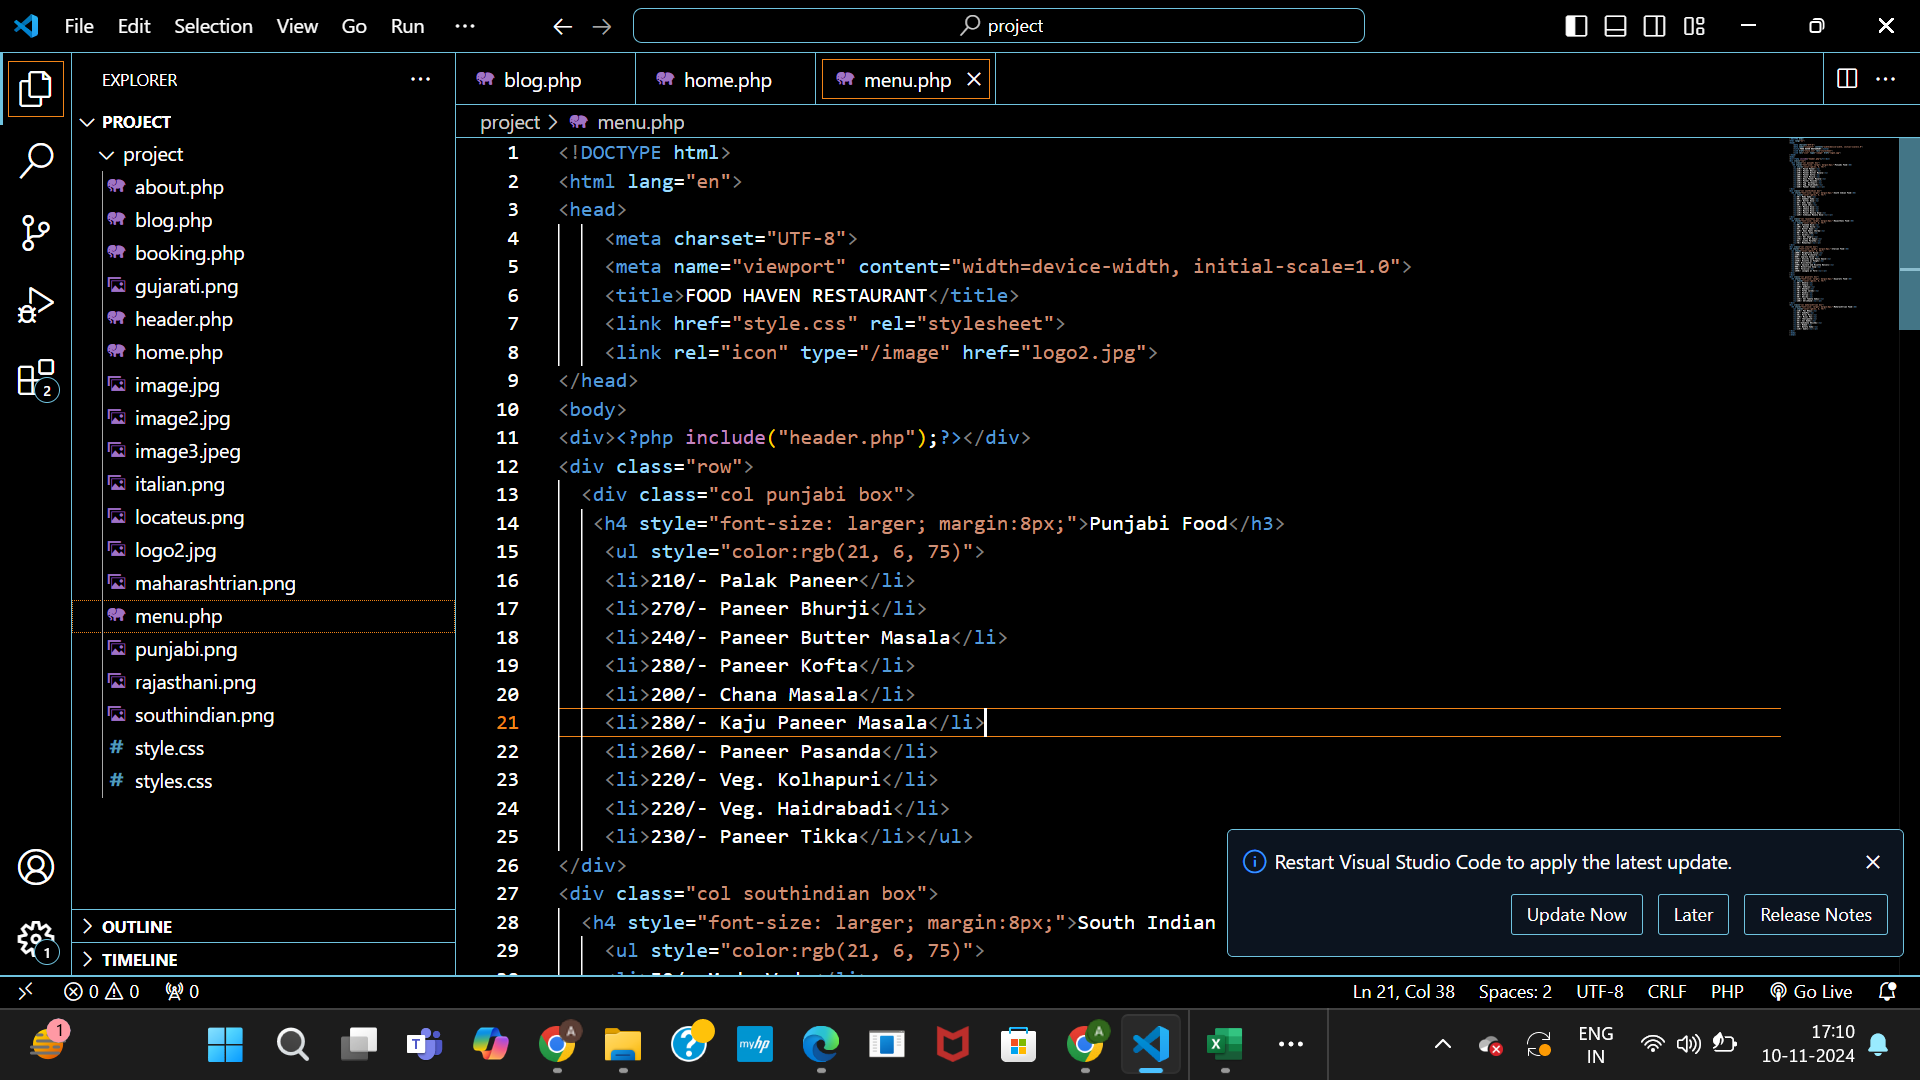 File Edit Selection View Go Run ···
project
EXPLORER ···
PROJECT
project
about.php
blog.php
booking.php
gujarati.png
header.php
home.php
image.jpg
image2.jpg
image3.jpeg
italian.png
locateus.png
logo2.jpg
maharashtrian.png
menu.php
punjabi.png
rajasthani.png
southindian.png
# style.css
# styles.css
OUTLINE
TIMELINE
2
1
blog.php home.php menu.php
project > menu.php
1 <!DOCTYPE html>
2 <html lang="en">
3 <head>
4 <meta charset="UTF-8">
5 <meta name="viewport" content="width=device-width, initial-scale=1.0">
6 <title>FOOD HAVEN RESTAURANT</title>
7 <link href="style.css" rel="stylesheet">
8 <link rel="icon" type="/image" href="logo2.jpg">
9 </head>
10 <body>
11 <div><?php include("header.php");?></div>
12 <div class="row">
13 <div class="col punjabi box">
14 <h4 style="font-size: larger; margin:8px;">Punjabi Food</h3>
15 <ul style="color:rgb(21, 6, 75)">
16 <li>210/- Palak Paneer</li>
17 <li>270/- Paneer Bhurji</li>
18 <li>240/- Paneer Butter Masala</li>
19 <li>280/- Paneer Kofta</li>
20 <li>200/- Chana Masala</li>
21 <li>280/- Kaju Paneer Masala</li>
22 <li>260/- Paneer Pasanda</li>
23 <li>220/- Veg. Kolhapuri</li>
24 <li>220/- Veg. Haidrabadi</li>
25 <li>230/- Paneer Tikka</li></ul>
26 </div>
27 <div class="col southindian box">
28 <h4 style="font-size: larger; margin:8px;">South Indian
29 <ul style="color:rgb(21, 6, 75)">
Restart Visual Studio Code to apply the latest update.
Update Now Later Release Notes
0 0 0 Ln 21, Col 38 Spaces: 2 UTF-8 CRLF PHP Go Live
1
T
A
?
myhp
A
X
ENG
IN
17:10
10-11-2024